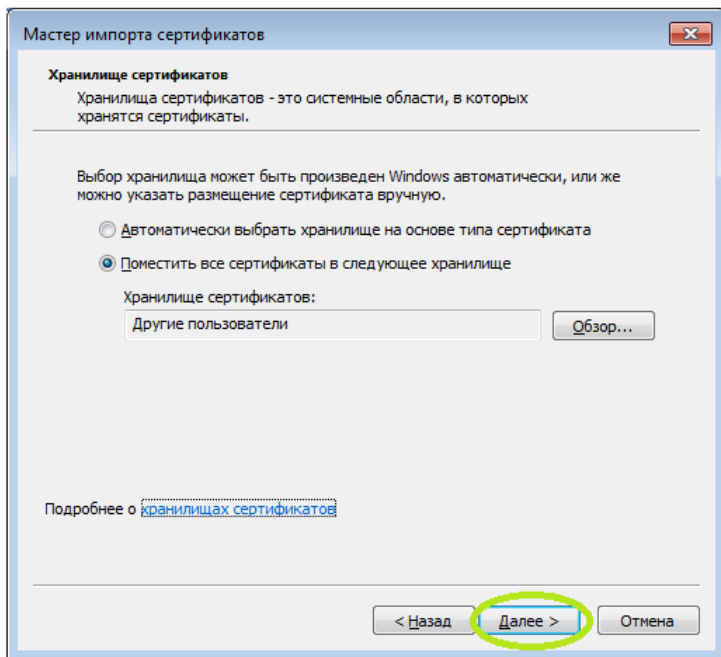 Мастер импорта сертификатов
Хранилище сертификатов
Хранилища сертификатов - это системные области, в которых
хранятся сертификаты.
Выбор хранилища может быть произведен Windows автоматически, или же
можно указать размещение сертификата вручную.
Автоматически выбрать хранилище на основе типа сертификата
Поместить все сертификаты в следующее хранилище
Хранилище сертификатов:
Другие пользователи
Обзор...
Подробнее о хранилищах сертификатов
< Назад
Далее >
Отмена